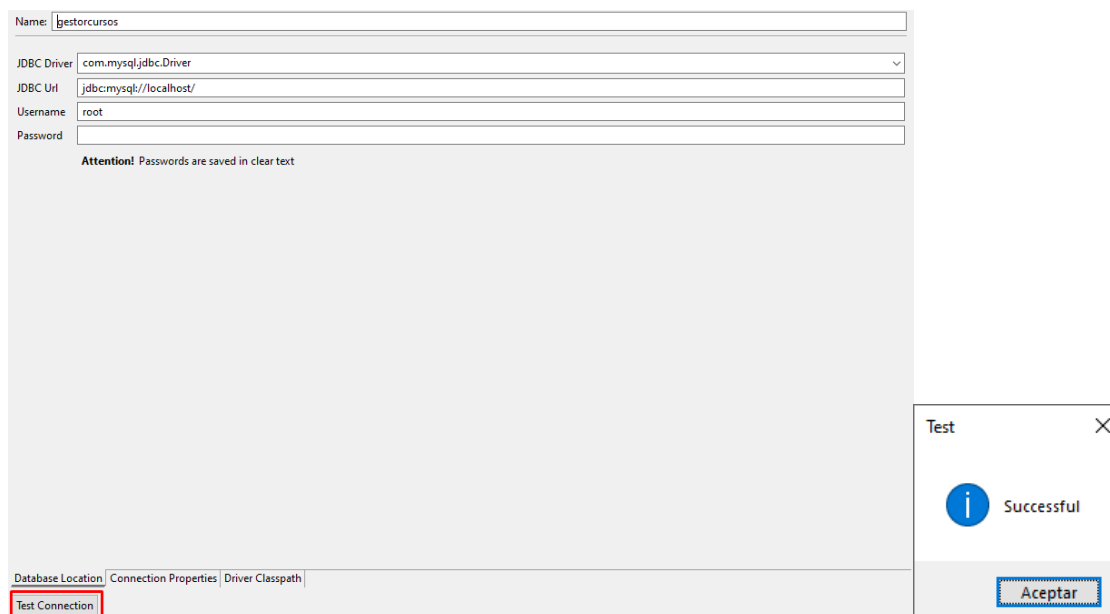 Name: gestorcursos
JDBC Driver com.mysql.jdbc.Driver
JDBC Url jdbc:mysql://localhost/
Username root
Password
Attention! Passwords are saved in clear text
Test
Successful
Database Location Connection Properties Driver Classpath
Test Connection
Aceptar